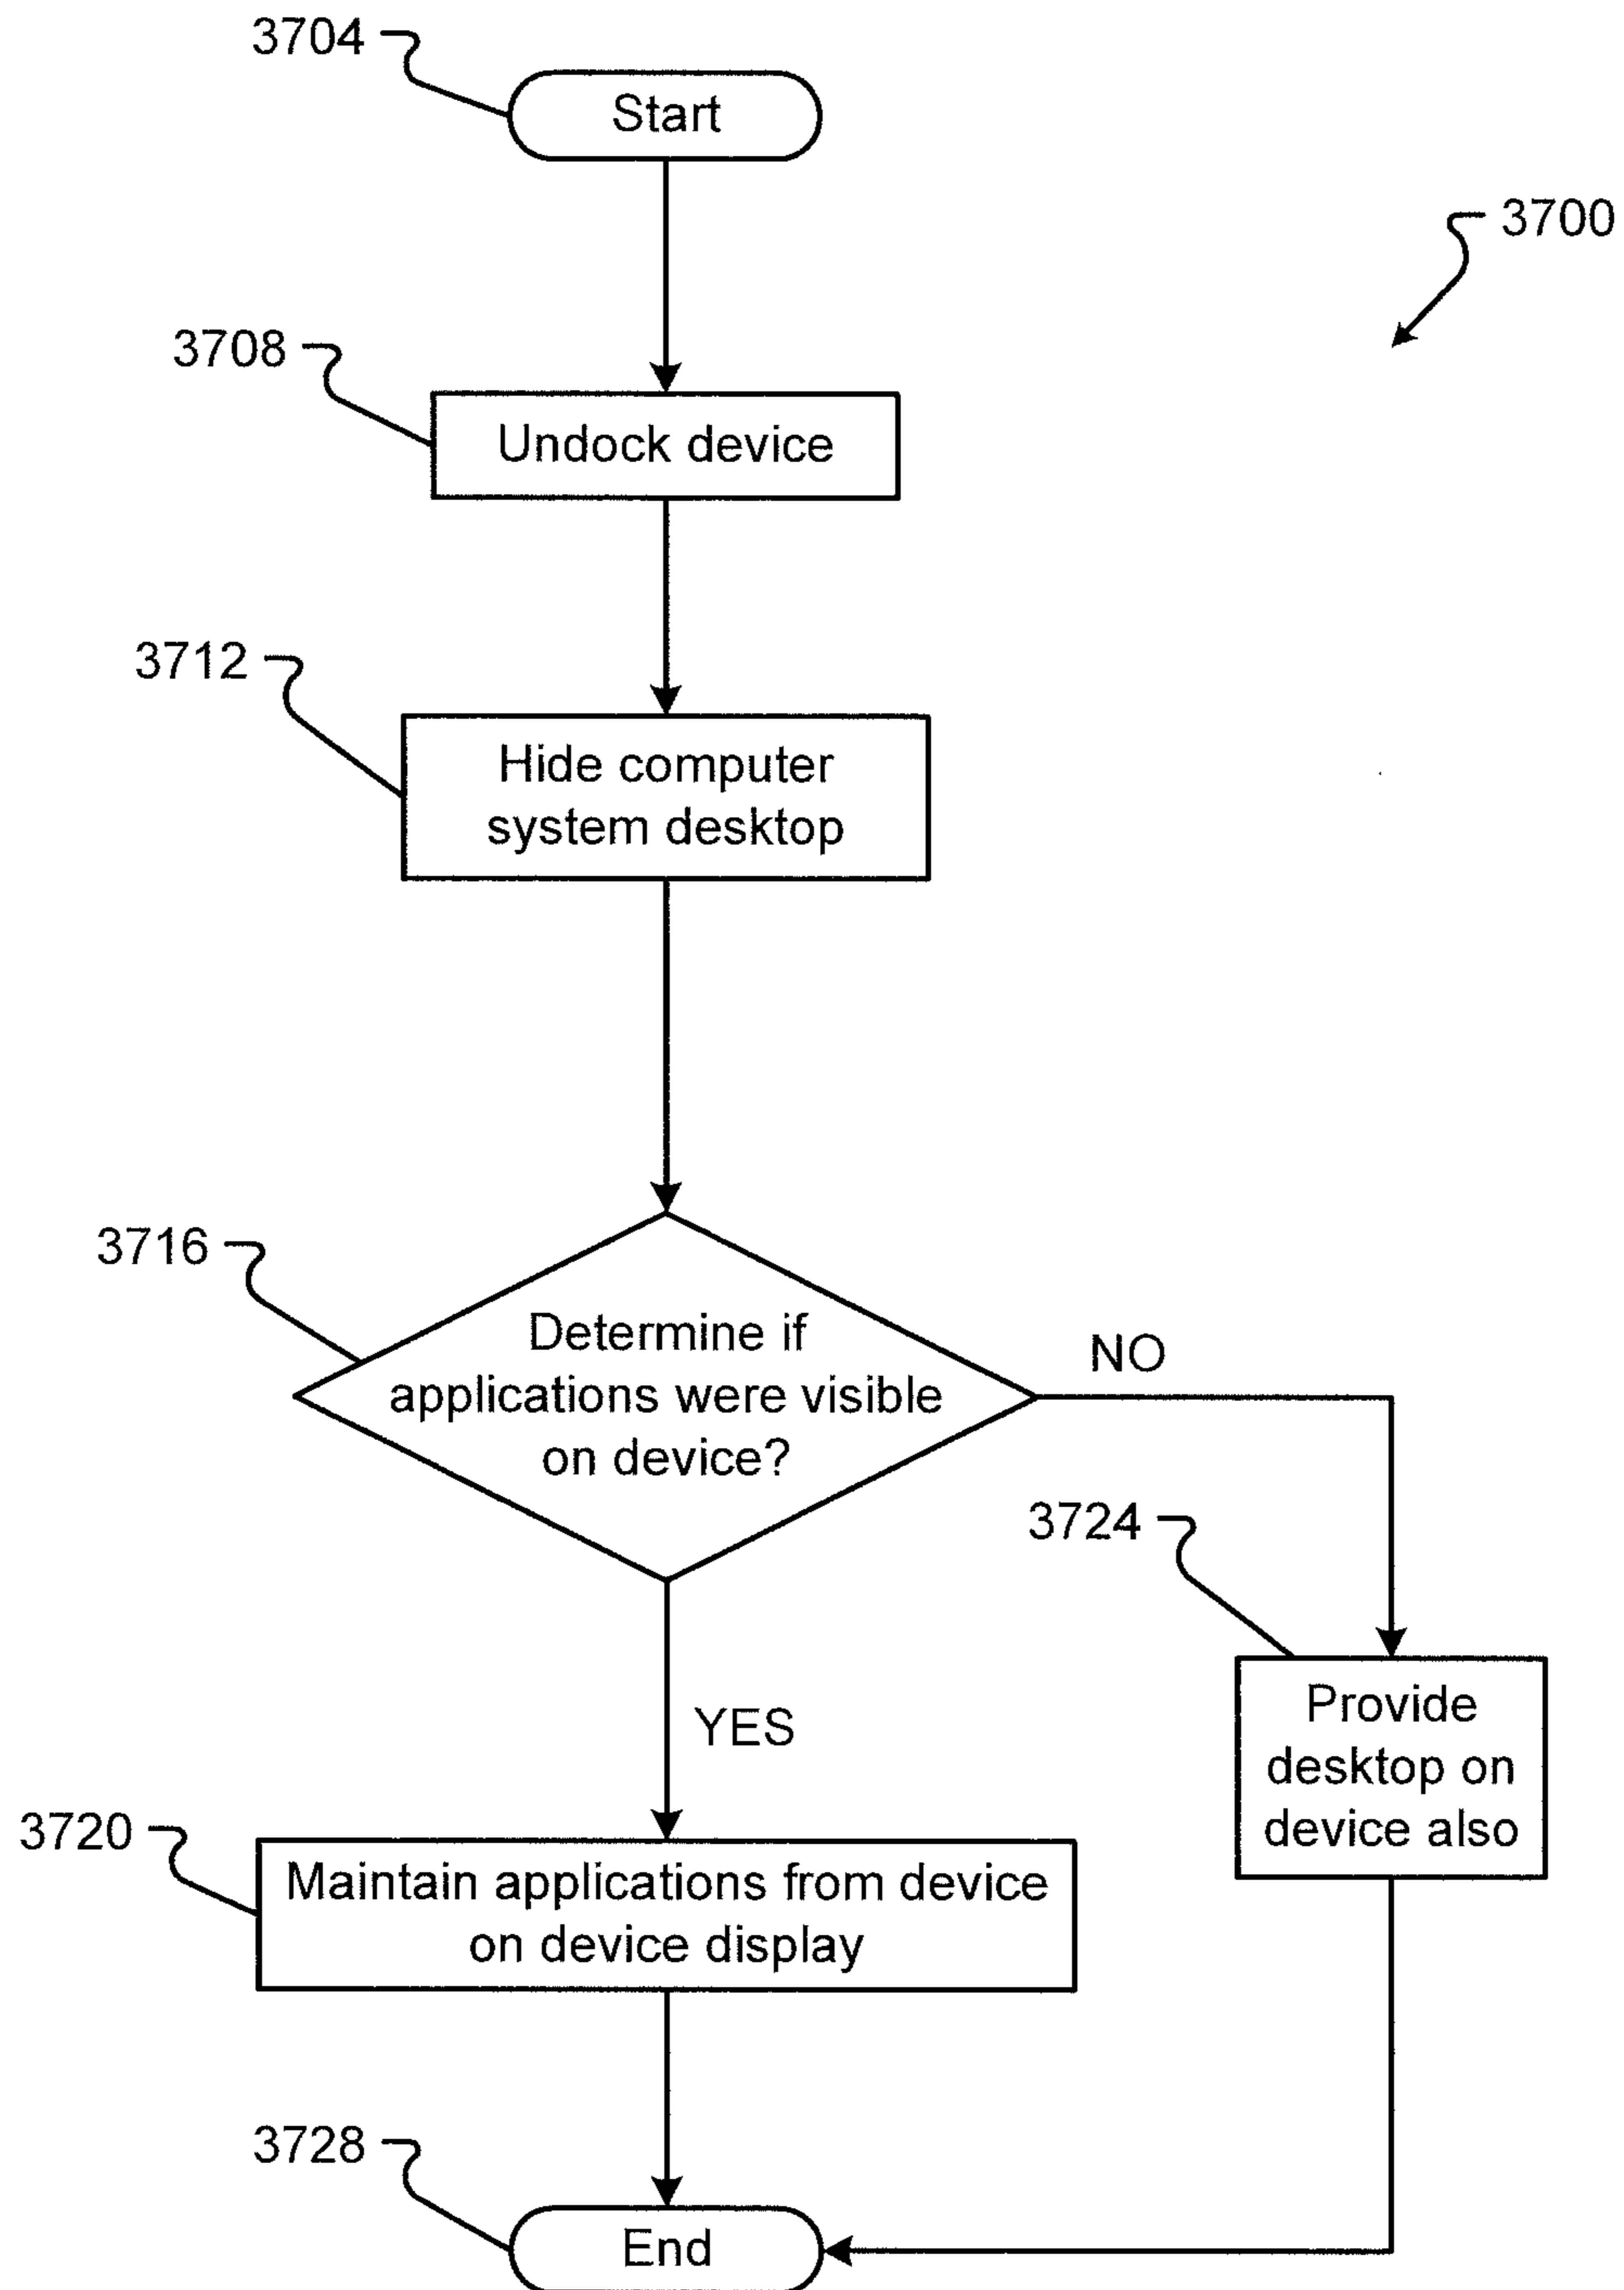 3704
Start
3700
3708
Undock device
3712
Hide computer
system desktop
3716
Determine if
applications were visible
on device?
NO
3724
Provide
desktop on
device also
YES
3720
Maintain applications from device
on device display
3728
End